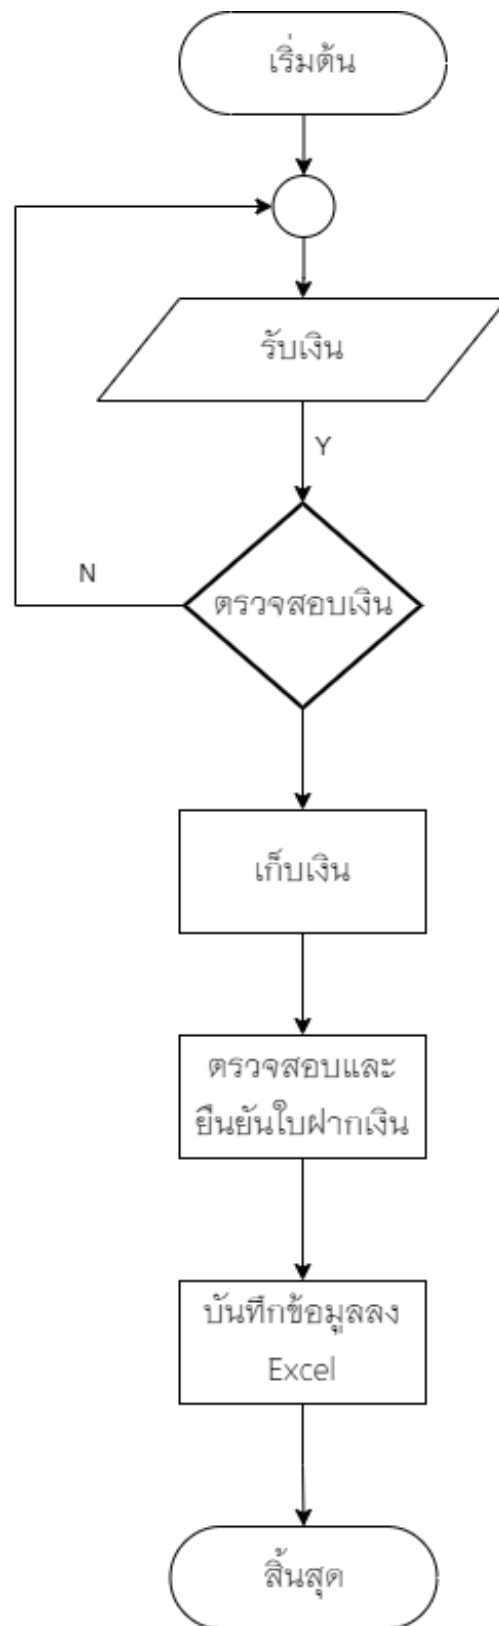 เริ่มต้น
รับเงิน
Y
N
ตรวจสอบเงิน
เก็บเงิน
ตรวจสอบและ
ยืนยันใบฝากเงิน
บันทึกข้อมูลลง
Excel
สิ้นสุด